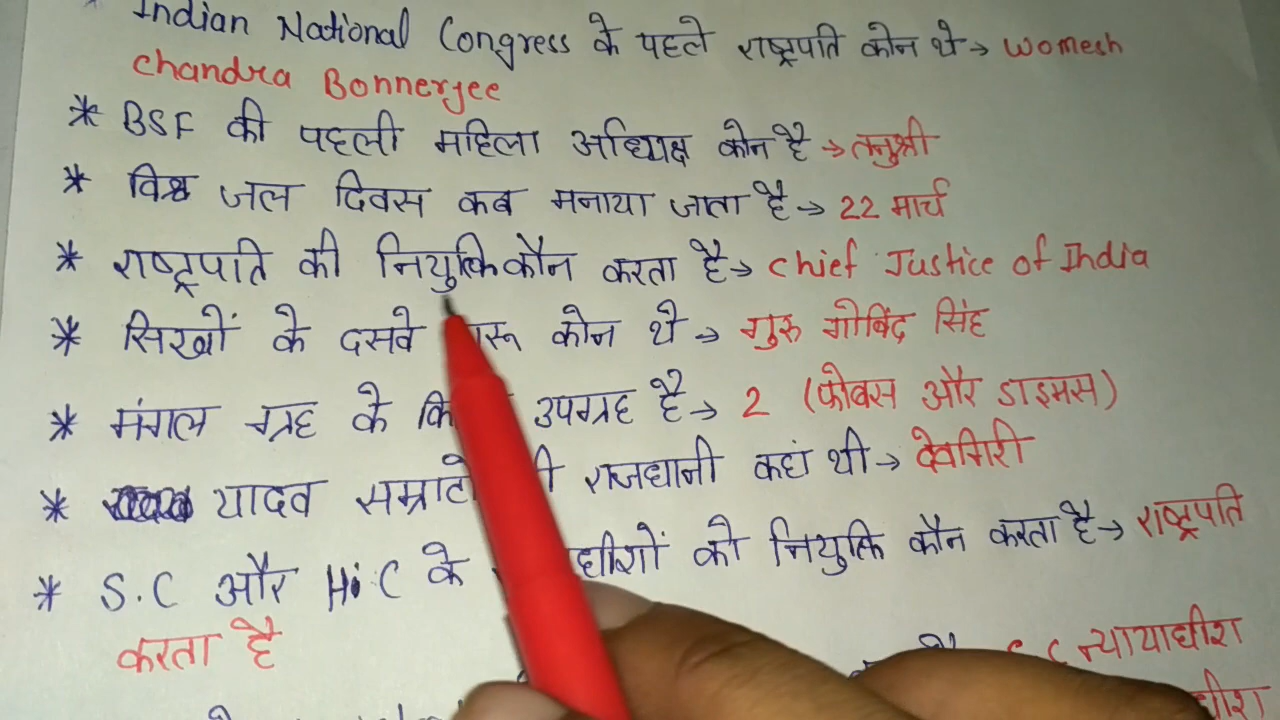 Indian National Congress के पहले राष्ट्रपति कोन थे → Womesh
Chandra Bonnerjee
* BSF की पहली महिला अधियक्ष कोन है → तनुश्री
* विश्व जल दिवस कब मनाया जाता है → 22 मार्च
* राष्ट्रपति की नियुक्ति कौन करता है → Chief Justice of India
* सिखों के दसवे कोन थे → गुरु गोबिंद सिंह
* मंगल ग्रह के उपग्रह है → 2 (फोबस और डाइमस)
* यादव राजधानी कहां थी → देवगिरी
* S.C और H.C के की नियुक्ति कौन करता है → राष्ट्रपति
करता है
न्यायाधीश